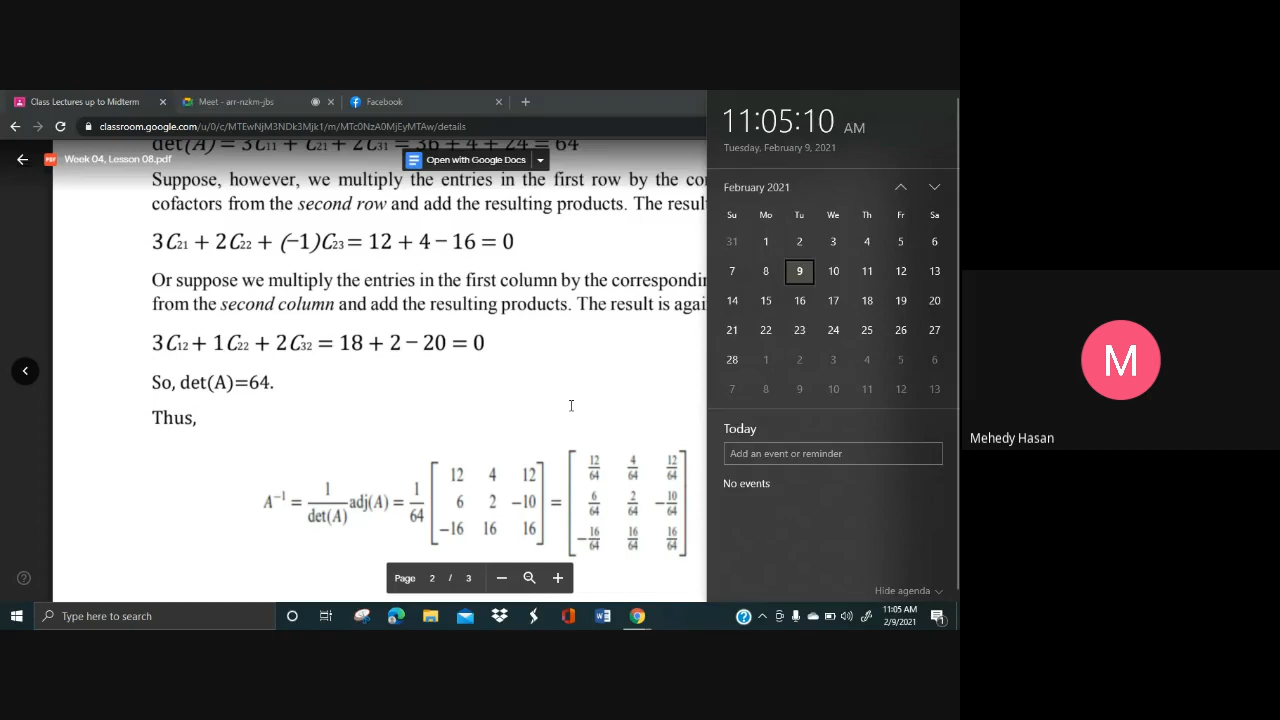 Class Lectures up to Midterm
Meet - arr-nzkm-jbs
Facebook
classroom.google.com/u/0/c/MTEwNjM3NDk3Mjk1/m/MTc0NzA0MjEyMTAw/details
det(A) = 3C11 + C21 + 2C31 = 36 + 4 + 24 = 64
PDF Week 04, Lesson 08.pdf
Open with Google Docs
Suppose, however, we multiply the entries in the first row by the
cofactors from the second row and add the resulting products. The
3C21 + 2C22 + (−1)C23 = 12 + 4 − 16 = 0
Or suppose we multiply the entries in the first column by the
from the second column and add the resulting products. The result is
3C12 + 1C22 + 2C32 = 18 + 2 − 20 = 0
So, det(A)=64.
Thus,
A−1 = 1/det(A) adj(A) = 1/64 [12 4 12
6 2 −10
−16 16 16] = [12/64 4/64 12/64
6/64 2/64 −10/64
−16/64 16/64 16/64]
Page 2 / 3
11:05:10 AM
Tuesday, February 9, 2021
February 2021
Su Mo Tu We Th Fr Sa
31 1 2 3 4 5 6
7 8 9 10 11 12 13
14 15 16 17 18 19 20
21 22 23 24 25 26 27
28 1 2 3 4 5 6
7 8 9 10 11 12 13
Today
Add an event or reminder
No events
Hide agenda
Type here to search
11:05 AM
2/9/2021
1
M
Mehedy Hasan